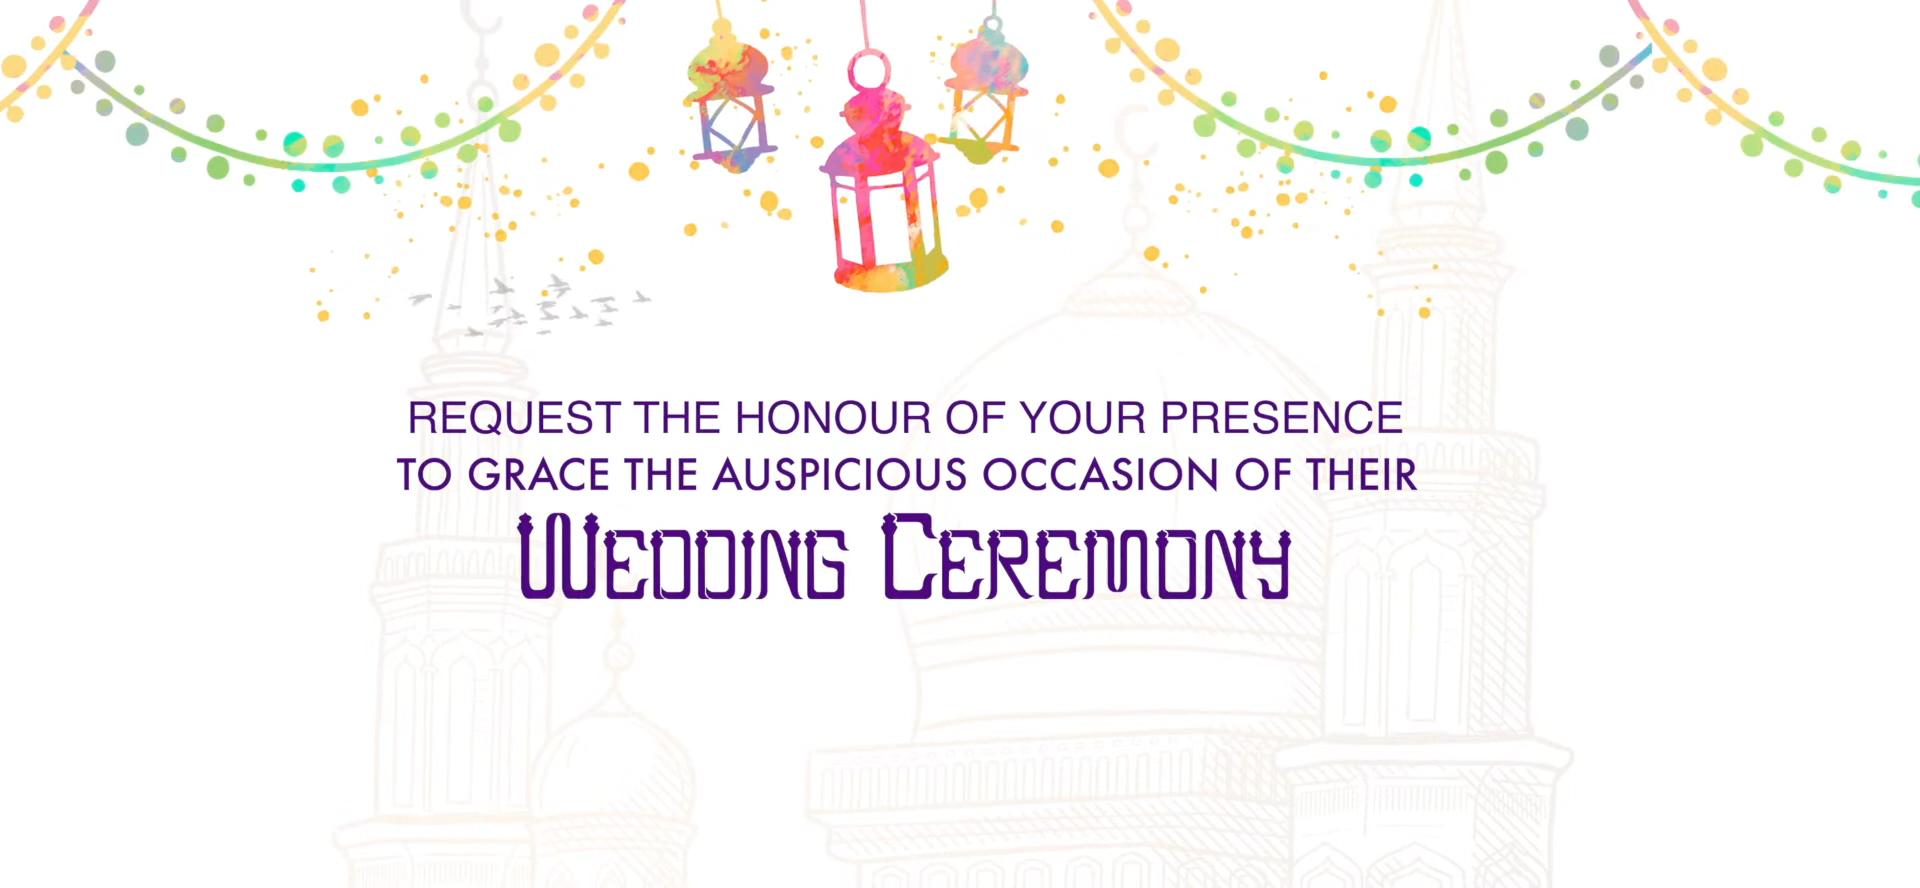 REQUEST THE HONOUR OF YOUR PRESENCE
TO GRACE THE AUSPICIOUS OCCASION OF THEIR
WEDDING CEREMONY